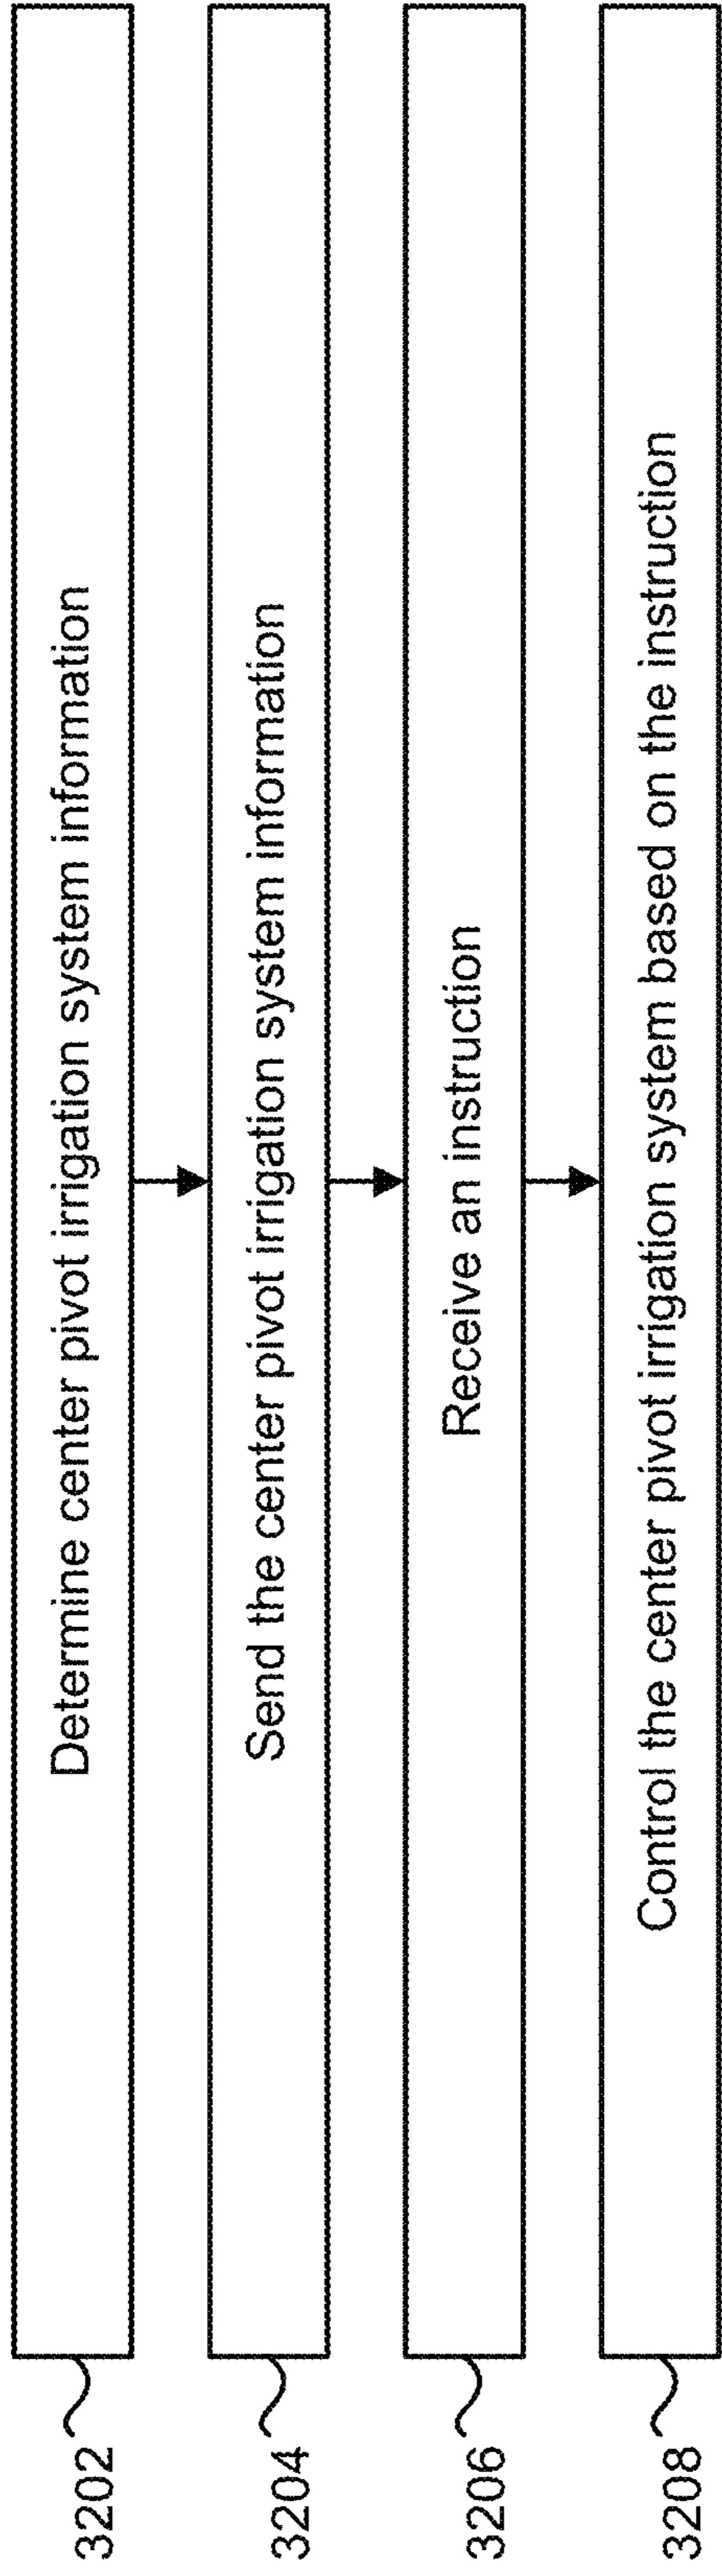 3202
Determine center pivot irrigation system information
3204
Send the center pivot irrigation system information
3206
Receive an instruction
3208
Control the center pivot irrigation system based on the instruction